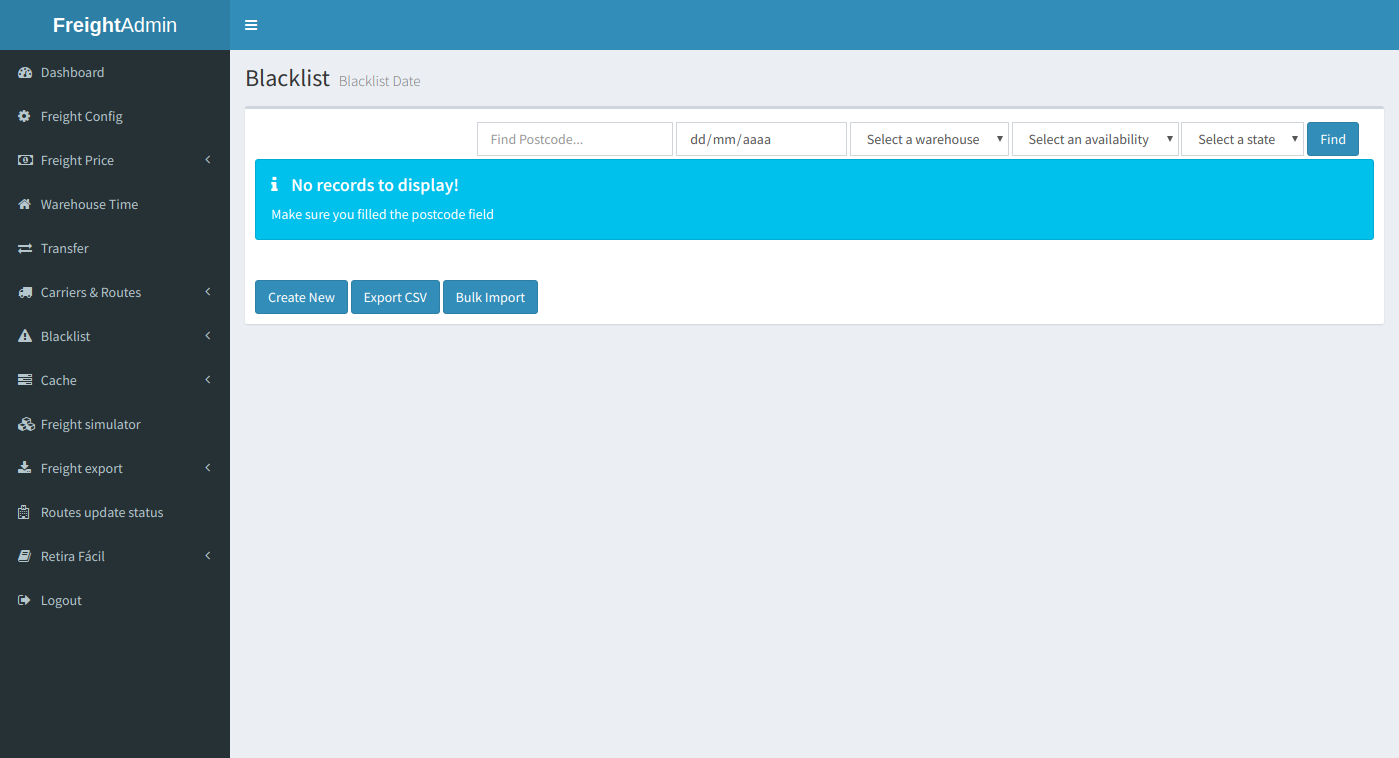 FreightAdmin
Dashboard
Freight Config
Freight Price
Warehouse Time
Transfer
Carriers & Routes
Blacklist
Cache
Freight simulator
Freight export
Routes update status
Retira Fácil
Logout
Blacklist Blacklist Date
Find Postcode... dd/mm/aaaa Select a warehouse Select an availability Select a state Find
No records to display!
Make sure you filled the postcode field
Create New Export CSV Bulk Import